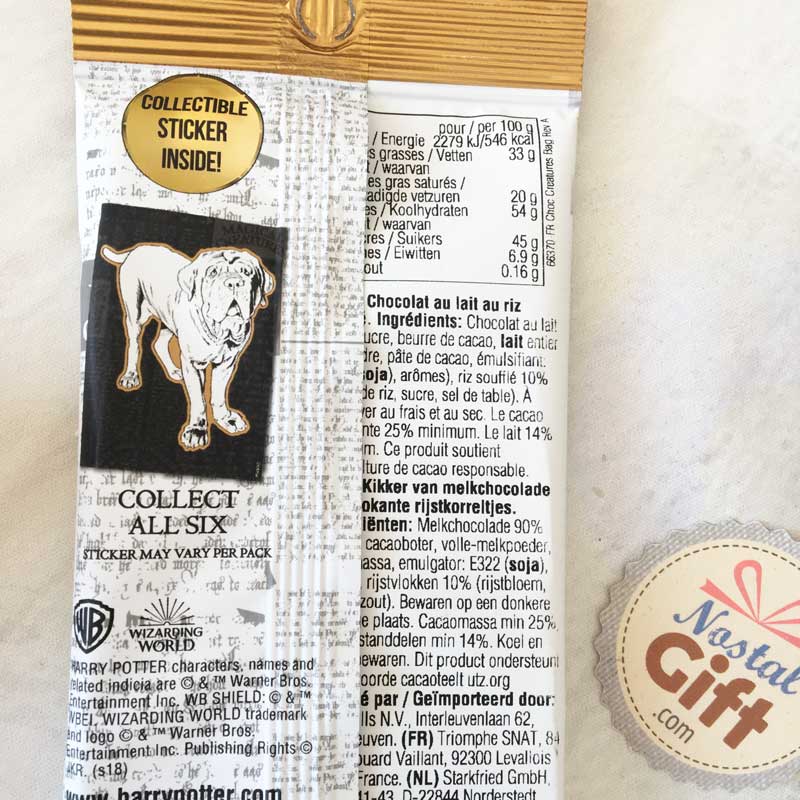 COLLECTIBLE
STICKER
INSIDE!
MAGICAL
CREATURES
COLLECT
ALL SIX
STICKER MAY VARY PER PACK
WB
WIZARDING
WORLD
HARRY POTTER characters, names and
related indicia are © & ™ Warner Bros.
Entertainment Inc. WB SHIELD: © & ™
WBEI. WIZARDING WORLD trademark
and logo © & ™ Warner Bros.
Entertainment Inc. Publishing Rights ©
JKR. (s18)
www.harrypotter.com
pour / per 100 g
/ Energie 2279 kJ/546 kcal
s grasses / Vetten 33 g
t / waarvan
es gras saturés /
adigde vetzuren 20 g
es / Koolhydraten 54 g
t / waarvan
cres / Suikers 45 g
nes / Eiwitten 6.9 g
out 0.16 g
66370 FR Choc Creatures Bag Rev A
Chocolat au lait au riz
. Ingrédients: Chocolat au lait
ucre, beurre de cacao, lait entier
dre, pâte de cacao, émulsifiant:
soja), arômes), riz soufflé 10%
de riz, sucre, sel de table). À
ver au frais et au sec. Le cacao
nte 25% minimum. Le lait 14%
m. Ce produit soutient
lture de cacao responsable.
Kikker van melkchocolade
okante rijstkorreltjes.
iënten: Melkchocolade 90%
cacaoboter, volle-melkpoeder,
assa, emulgator: E322 (soja),
rijstvlokken 10% (rijstbloem,
zout). Bewaren op een donkere
e plaats. Cacaomassa min 25%,
standdelen min 14%. Koel en
ewaren. Dit product ondersteunt
oorde cacaoteelt utz.org
é par / Geïmporteerd door:
lls N.V., Interleuvenlaan 62,
uven. (FR) Triomphe SNAT, 84
ouard Vaillant, 92300 Levallois
France. (NL) Starkfried GmbH,
41-43, D-22844 Norderstedt
Nostal
Gift
.com